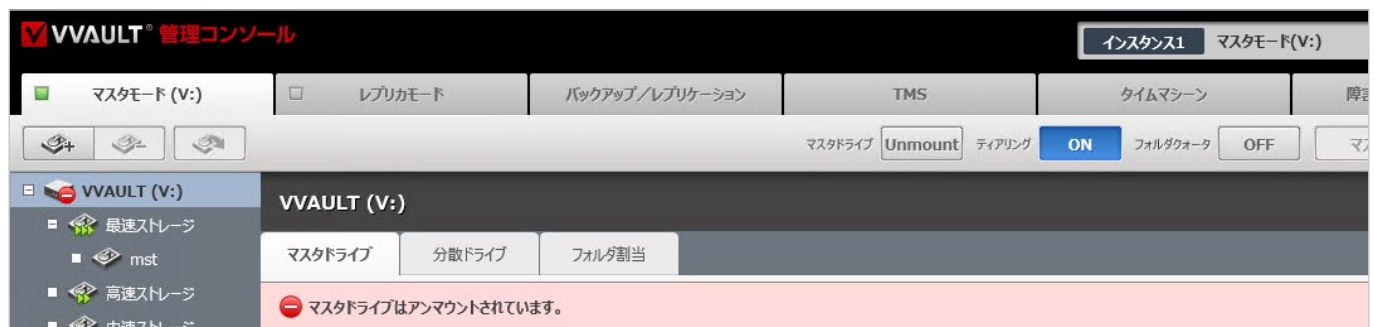 VVAULT® 管理コンソール
インスタンス1 マスタモード(V:)
マスタモード (V:) レプリカモード バックアップ／レプリケーション TMS タイムマシーン
マスタドライブ Unmount ティアリング ON フォルダクォータ OFF
VVAULT (V:)
最速ストレージ
mst
高速ストレージ
VVAULT (V:)
マスタドライブ 分散ドライブ フォルダ割当
マスタドライブはアンマウントされています。